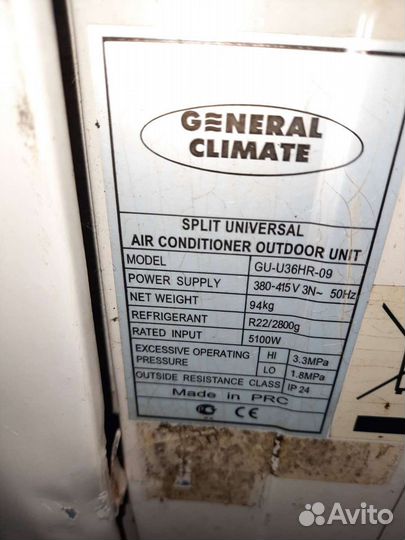 GENERAL
CLIMATE
SPLIT UNIVERSAL
AIR CONDITIONER OUTDOOR UNIT
MODEL GU-U36HR-09
POWER SUPPLY 380-415V 3N~ 50Hz
NET WEIGHT 94kg
REFRIGERANT R22/2800g
RATED INPUT 5100W
EXCESSIVE OPERATING PRESSURE HI 3.3MPa
LO 1.8MPa
OUTSIDE RESISTANCE CLASS IP 24
Made in PRC
CE
Avito